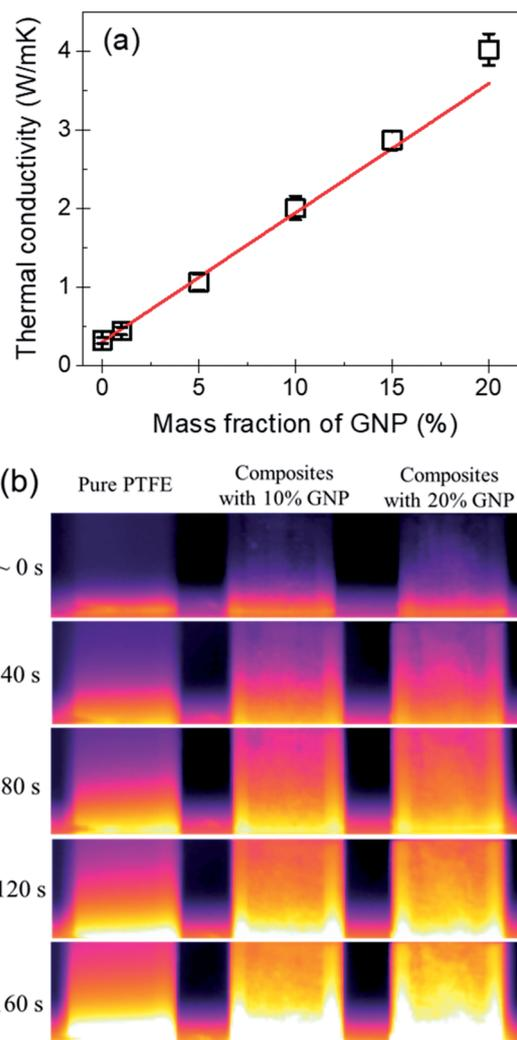 (a)
Thermal conductivity (W/mK)
4
3
2
1
0
0 5 10 15 20
Mass fraction of GNP (%)
(b)
Pure PTFE
Composites
with 10% GNP
Composites
with 20% GNP
~ 0 s
40 s
80 s
120 s
60 s